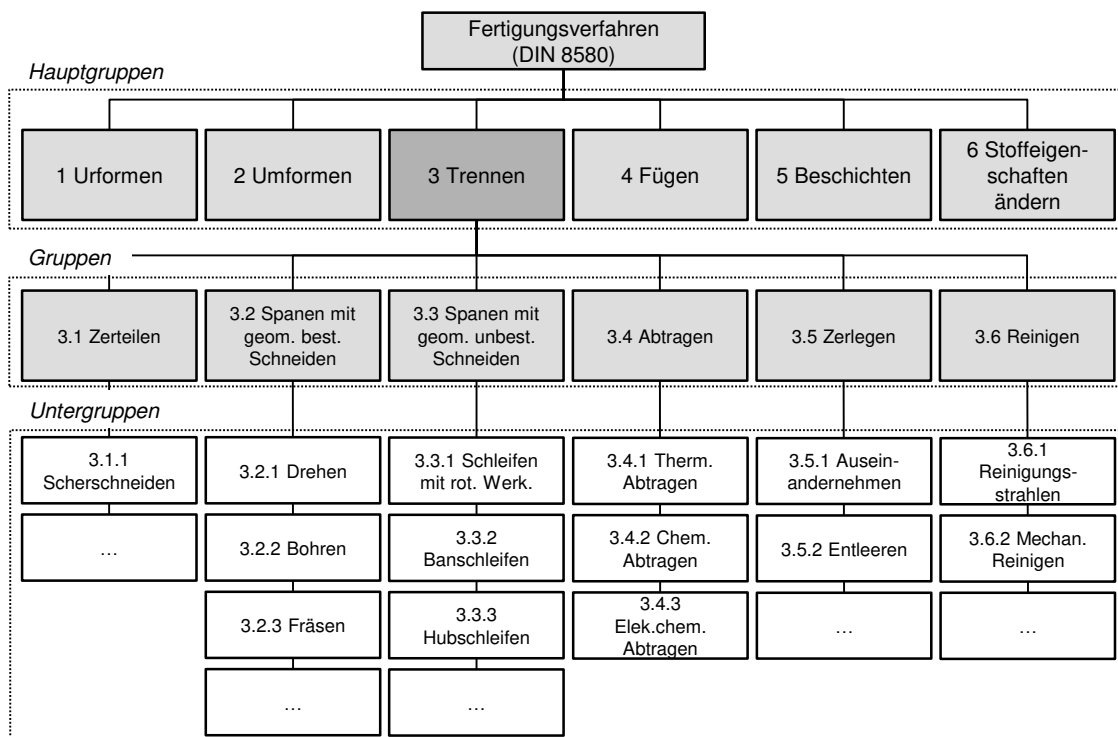 Fertigungsverfahren
(DIN 8580)
Hauptgruppen
1 Urformen
2 Umformen
3 Trennen
4 Fügen
5 Beschichten
6 Stoffeigen-
schaften
ändern
Gruppen
3.1 Zerteilen
3.2 Spanen mit
geom. best.
Schneiden
3.3 Spanen mit
geom. unbest.
Schneiden
3.4 Abtragen
3.5 Zerlegen
3.6 Reinigen
Untergruppen
3.1.1
Scherschneiden
…
3.2.1 Drehen
3.2.2 Bohren
3.2.3 Fräsen
…
3.3.1 Schleifen
mit rot. Werk.
3.3.2
Banschleifen
3.3.3
Hubschleifen
…
3.4.1 Therm.
Abtragen
3.4.2 Chem.
Abtragen
3.4.3
Elek.chem.
Abtragen
3.5.1 Ausein-
andernehmen
3.5.2 Entleeren
…
3.6.1
Reinigungs-
strahlen
3.6.2 Mechan.
Reinigen
…